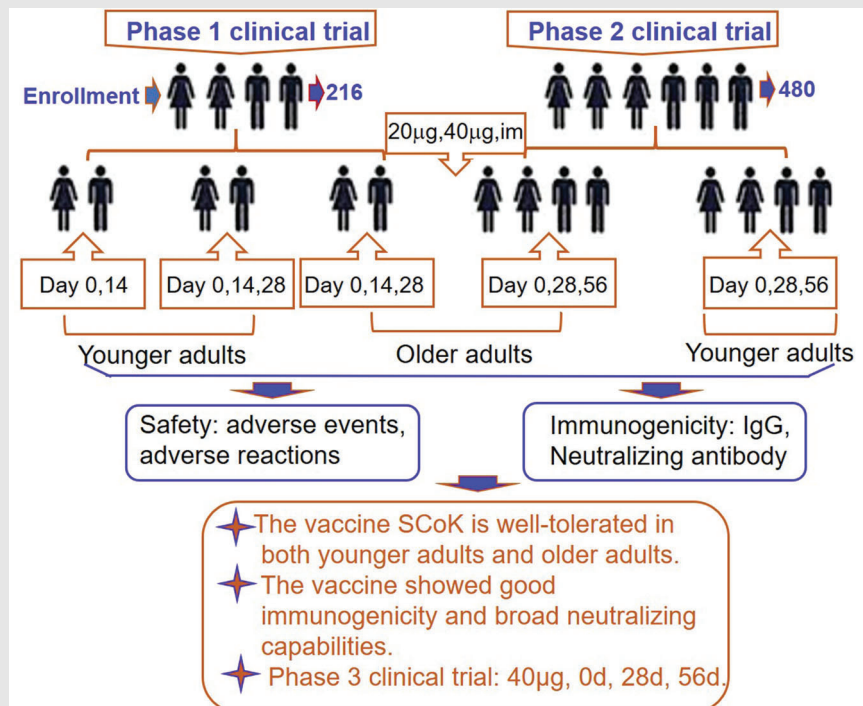 Phase 1 clinical trial
Phase 2 clinical trial
Enrollment
216
480
20μg,40μg,im
Day 0,14
Day 0,14,28
Day 0,14,28
Day 0,28,56
Day 0,28,56
Younger adults
Older adults
Younger adults
Safety: adverse events,
adverse reactions
Immunogenicity: IgG,
Neutralizing antibody
The vaccine SCoK is well-tolerated in
both younger adults and older adults.
The vaccine showed good
immunogenicity and broad neutralizing
capabilities.
Phase 3 clinical trial: 40μg, 0d, 28d, 56d.